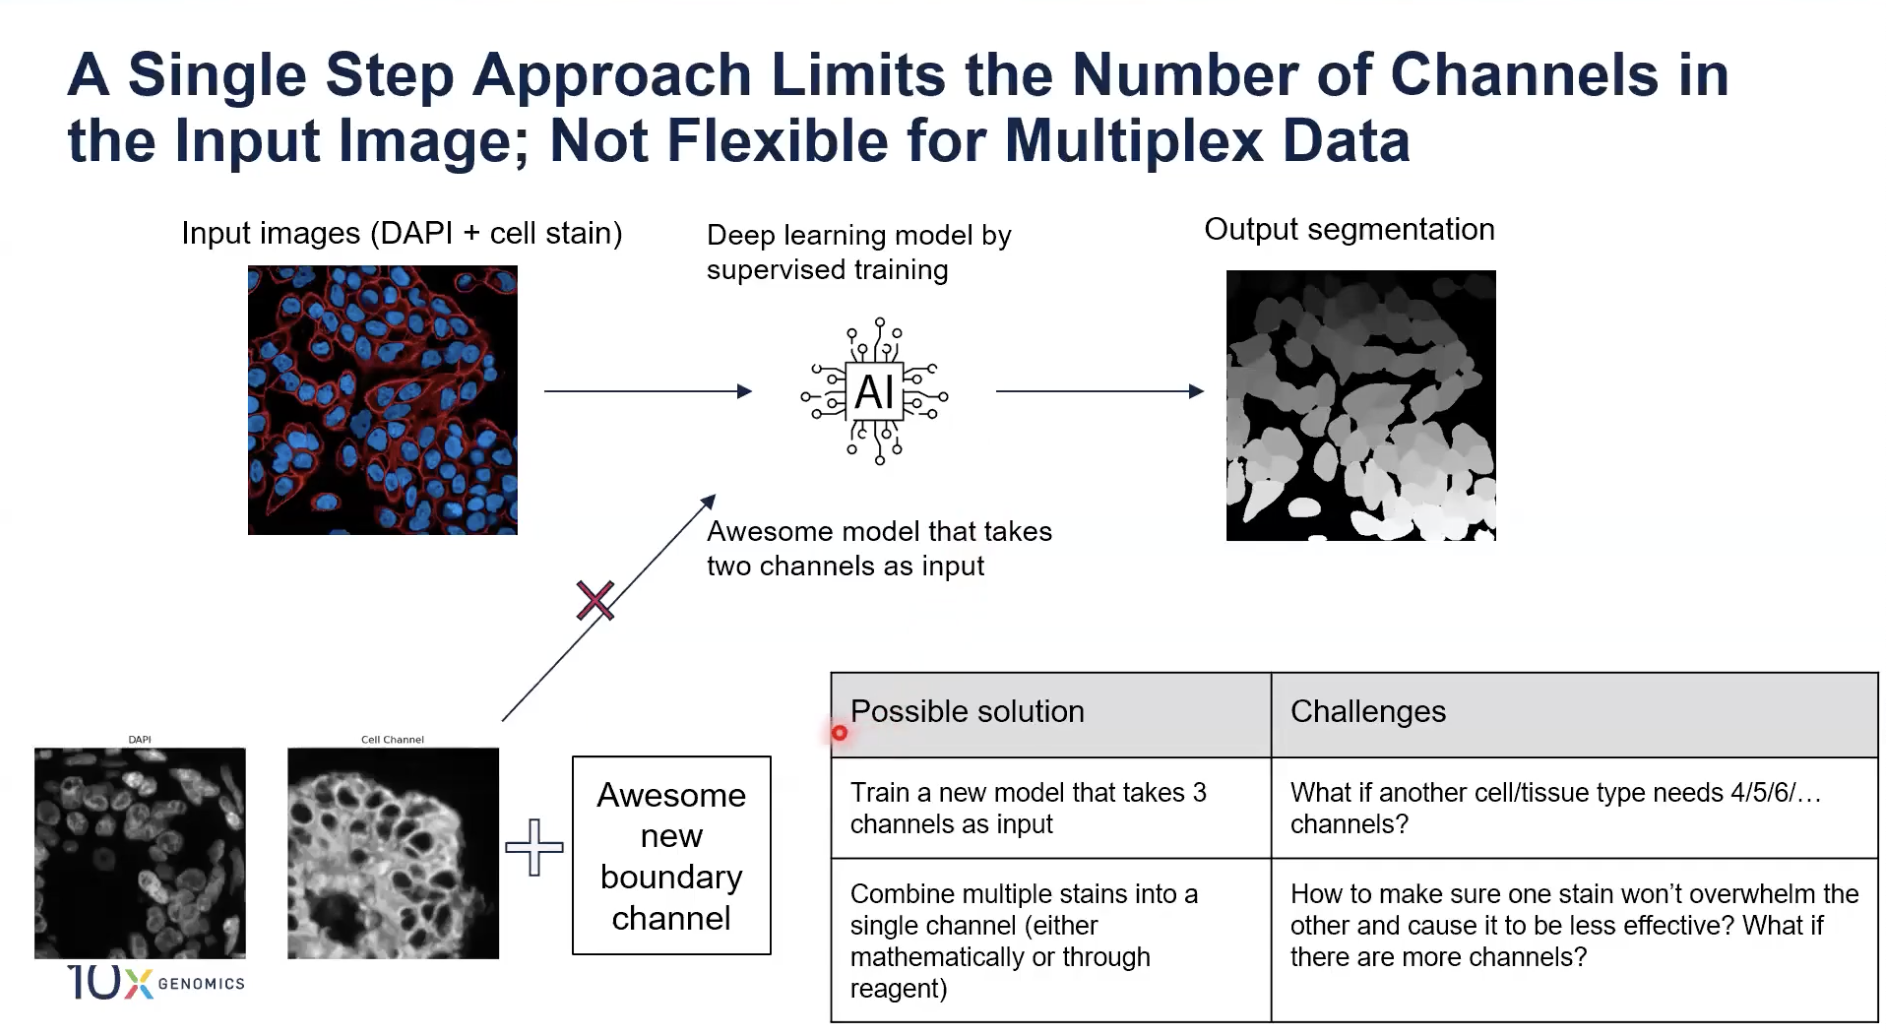 A Single Step Approach Limits the Number of Channels in
the Input Image; Not Flexible for Multiplex Data
Input images (DAPI + cell stain)
Deep learning model by
supervised training
Output segmentation
AI
Awesome model that takes
two channels as input
DAPI
Cell Channel
Awesome
new
boundary
channel
Possible solution
Challenges
Train a new model that takes 3
channels as input
What if another cell/tissue type needs 4/5/6/…
channels?
Combine multiple stains into a
single channel (either
mathematically or through
reagent)
How to make sure one stain won’t overwhelm the
other and cause it to be less effective? What if
there are more channels?
10X GENOMICS